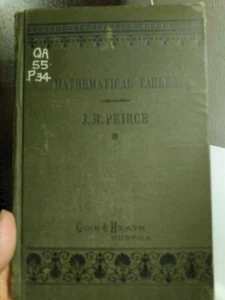 QA
55
.P34
MATHEMATICAL TABLES
J. M. PEIRCE
GINN & HEATH
BOSTON